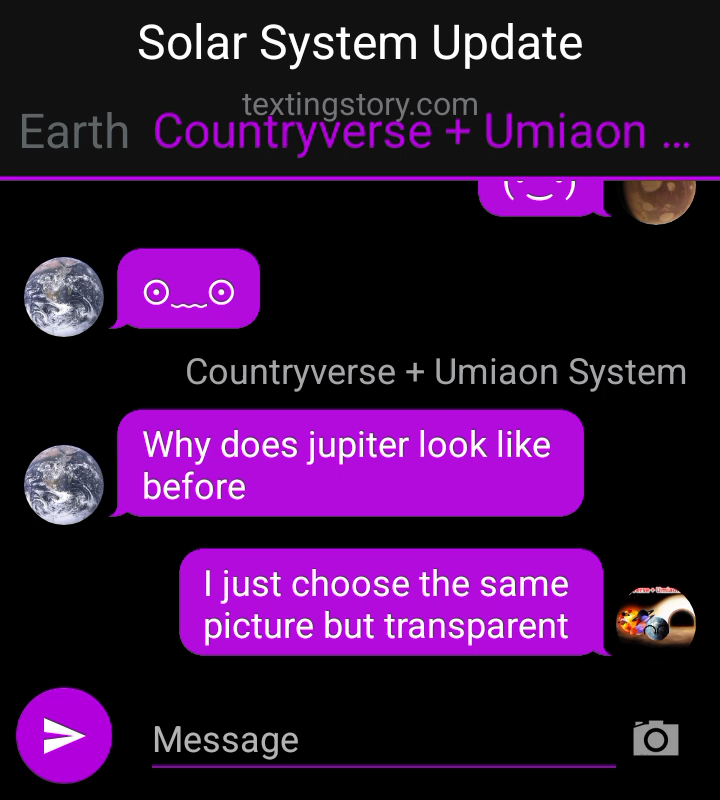 Solar System Update
textingstory.com
Earth Countryverse + Umiaon ...
Countryverse + Umiaon System
Why does jupiter look like
before
I just choose the same
picture but transparent
Message